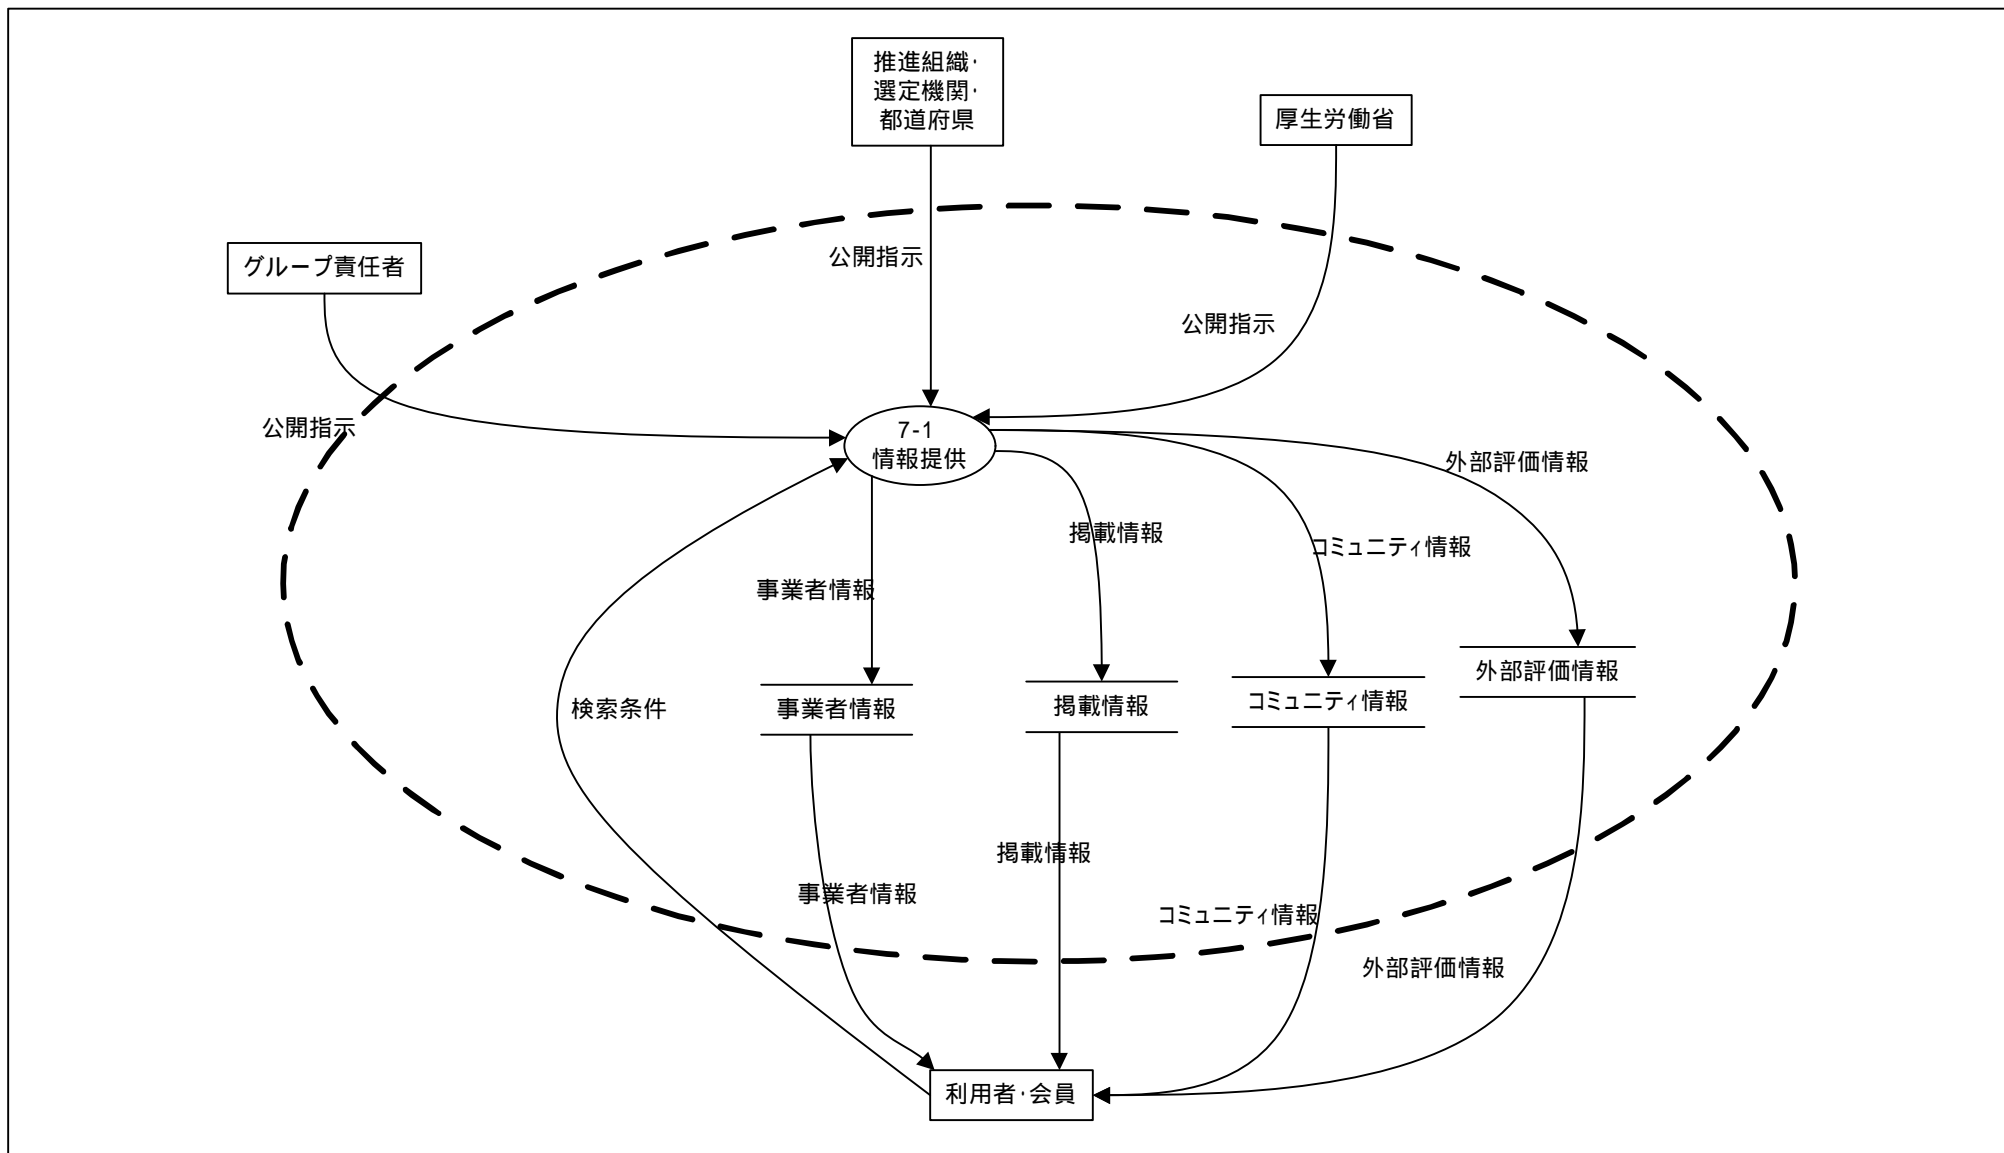 推進組織・
選定機関・
都道府県
厚生労働省
グループ責任者
公開指示
公開指示
公開指示
7-1
情報提供
外部評価情報
掲載情報
コミュニティ情報
事業者情報
外部評価情報
検索条件
事業者情報
掲載情報
コミュニティ情報
掲載情報
事業者情報
コミュニティ情報
外部評価情報
利用者・会員